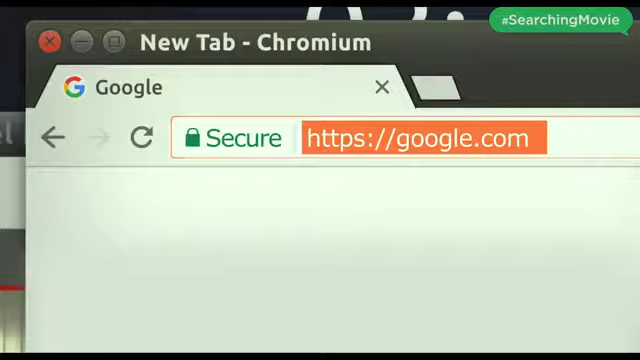 #SearchingMovie
New Tab - Chromium
Google
Secure
https://google.com